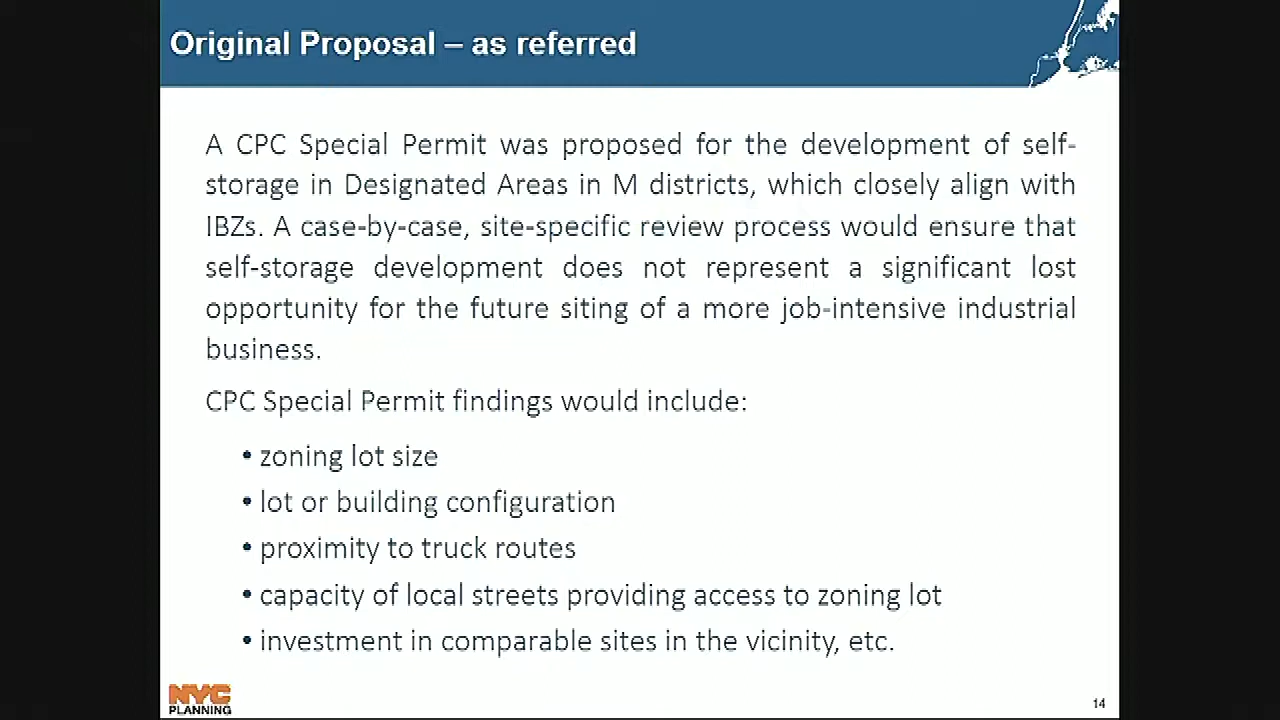 Original Proposal – as referred
A CPC Special Permit was proposed for the development of self-
storage in Designated Areas in M districts, which closely align with
IBZs. A case-by-case, site-specific review process would ensure that
self-storage development does not represent a significant lost
opportunity for the future siting of a more job-intensive industrial
business.
CPC Special Permit findings would include:
• zoning lot size
• lot or building configuration
• proximity to truck routes
• capacity of local streets providing access to zoning lot
• investment in comparable sites in the vicinity, etc.
NYC
PLANNING
14